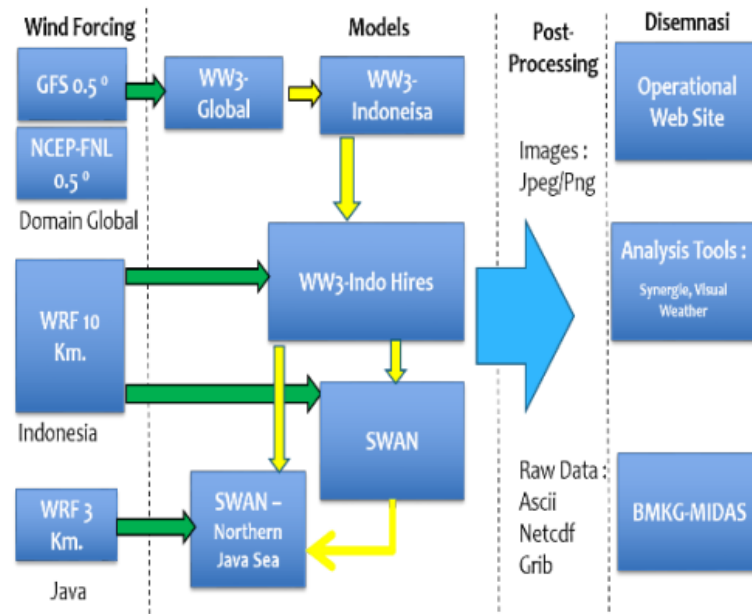 Wind Forcing
GFS 0.5 º
NCEP-FNL
0.5 º
Domain Global
WRF 10
Km.
Indonesia
WRF 3
Km.
Java
Models
WW3-
Global
WW3-
Indoneisa
WW3-Indo Hires
SWAN
SWAN –
Northern
Java Sea
Post-
Processing
Images :
Jpeg/Png
Raw Data :
Ascii
Netcdf
Grib
Disemnasi
Operational
Web Site
Analysis Tools :
Synergie, Visual
Weather
BMKG-MIDAS